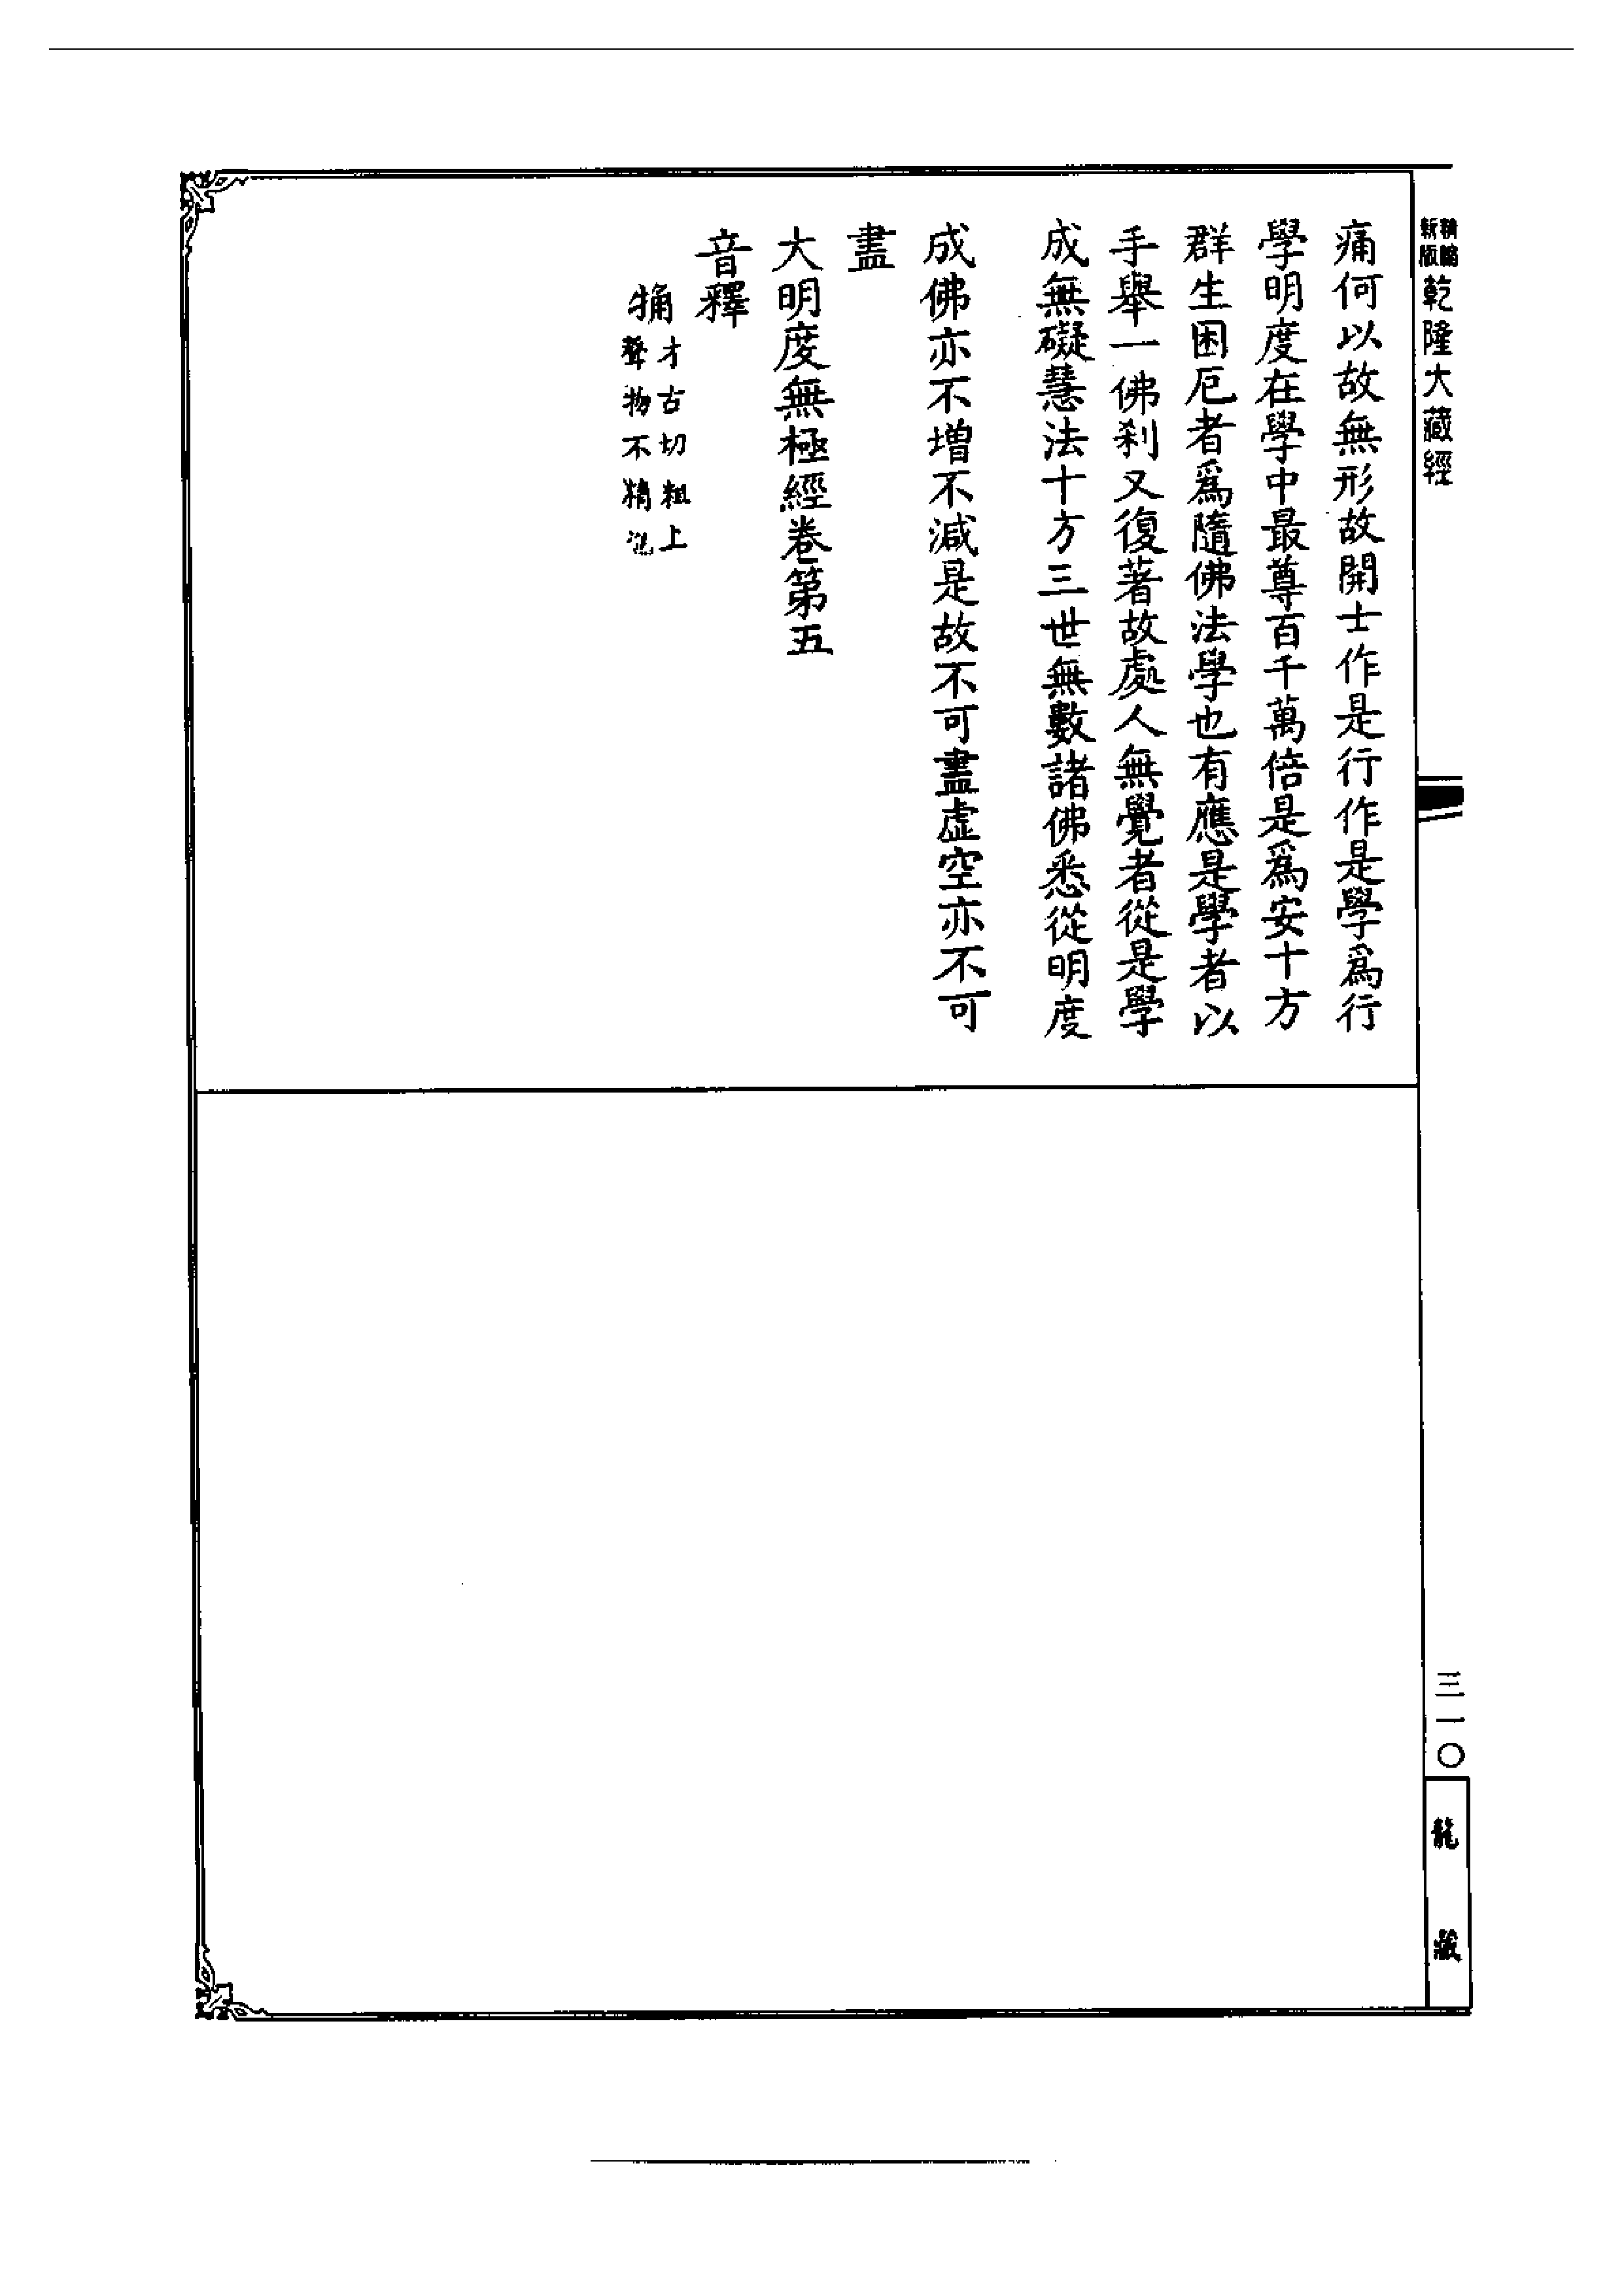 新版
乾隆大藏經
痛何以故無形故開士作是行作是學爲行
學明度在學中最尊百千萬倍是爲安十方
群生困厄者爲隨佛法學也有應是學者以
手舉一佛刹又復著故處人無覺者從是學
成無礙慧法十方三世無數諸佛悉從明度
成佛亦不增不減是故不可盡虛空亦不可
盡
大明度無極經卷第五
音釋
才古切粗上
聲物不精也
三一〇
龍藏